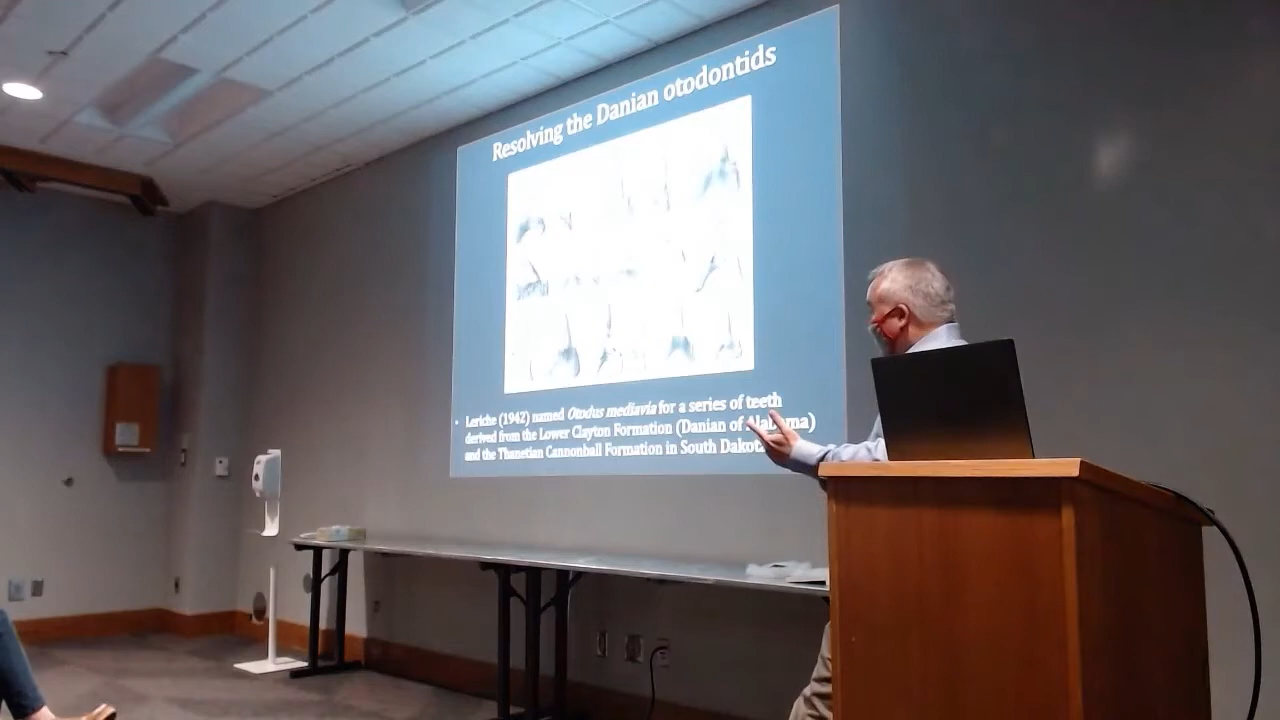 Resolving the Danian otodontids
• Leriche (1942) named Otodus mediavia for a series of teeth
derived from the Lower Clayton Formation (Danian of Alabama)
and the Thanetian Cannonball Formation in South